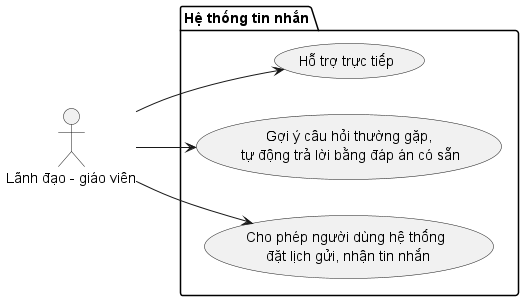 Hệ thống tin nhắn
Hỗ trợ trực tiếp
Gợi ý câu hỏi thường gặp,
tự động trả lời bằng đáp án có sẵn
Lãnh đạo - giáo viên
Cho phép người dùng hệ thống
đặt lịch gửi, nhận tin nhắn